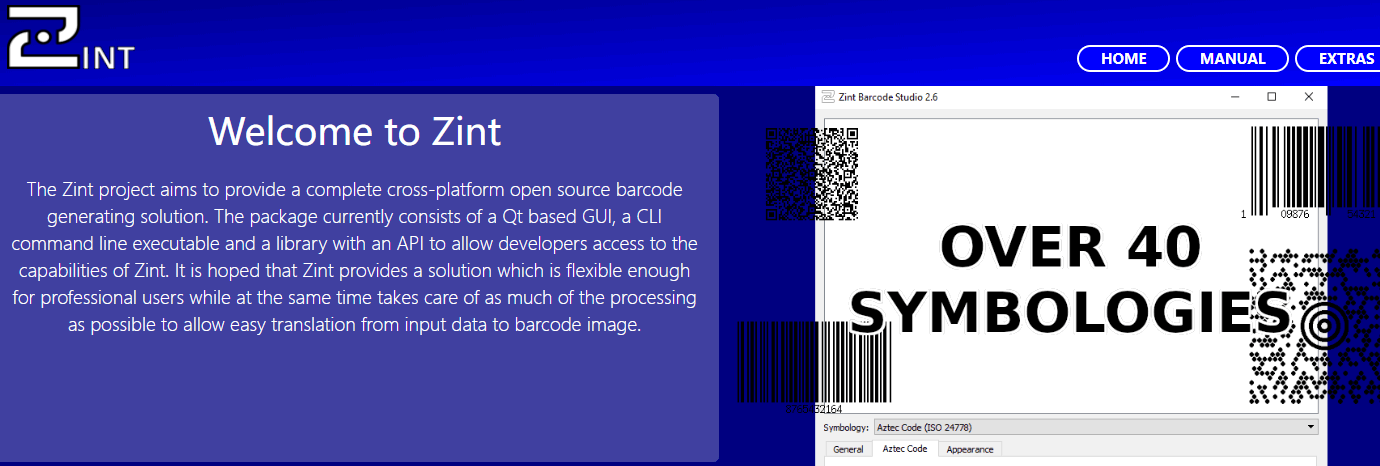 ZINT
HOME
MANUAL
EXTRAS
Welcome to Zint
The Zint project aims to provide a complete cross-platform open source barcode
generating solution. The package currently consists of a Qt based GUI, a CLI
command line executable and a library with an API to allow developers access to the
capabilities of Zint. It is hoped that Zint provides a solution which is flexible enough
for professional users while at the same time takes care of as much of the processing
as possible to allow easy translation from input data to barcode image.
Zint Barcode Studio 2.6
1 09876
OVER 40
SYMBOLOGIES
Symbology: Aztec Code (ISO 24778)
General
Aztec Code
Appearance